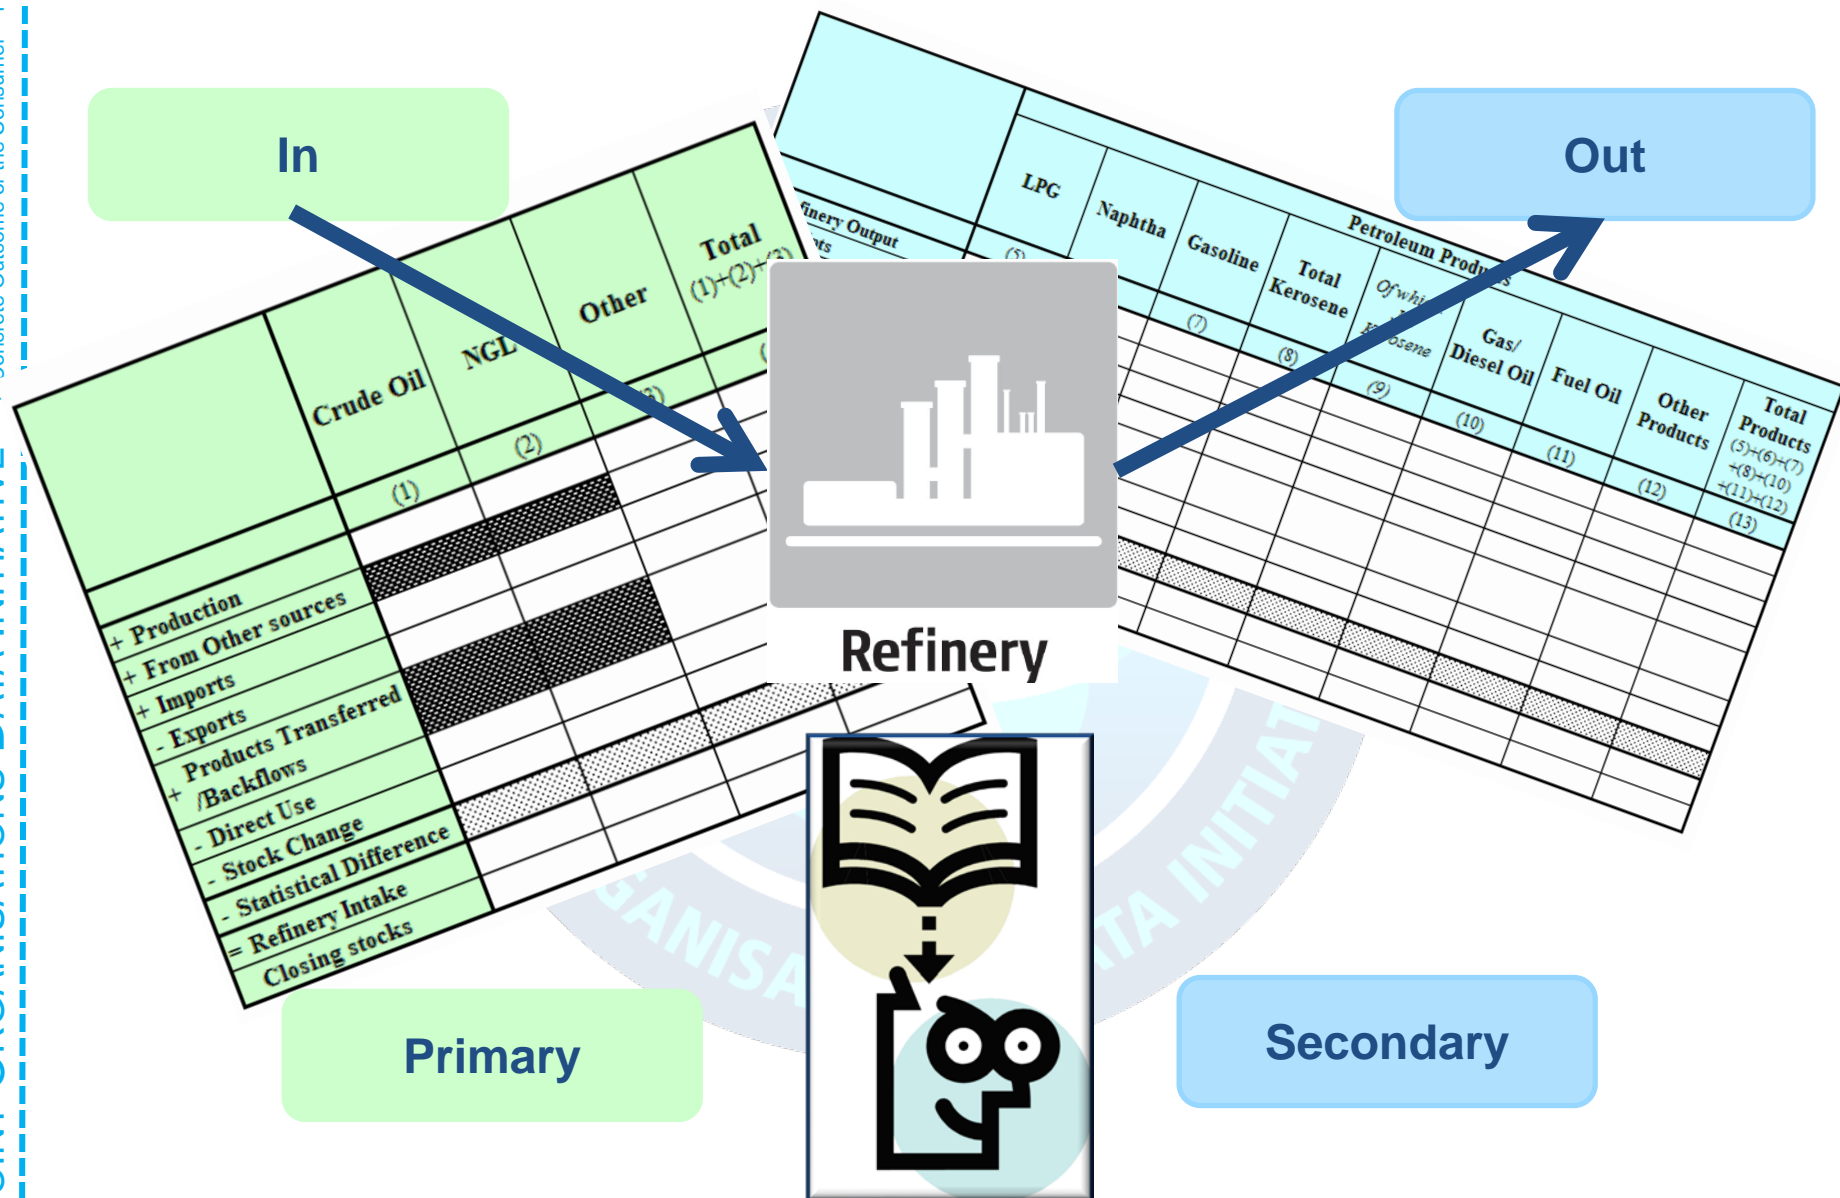 In
Out
Crude Oil
NGL
Other
Total
(1)+(2)+(3)
(1)
(2)
(3)
+ Production
+ From Other sources
+ Imports
- Exports
+ Products Transferred
/Backflows
- Direct Use
- Stock Change
- Statistical Difference
= Refinery Intake
Closing stocks
Petroleum Products
LPG
Naphtha
Gasoline
Total
Kerosene
Gas/
Diesel Oil
Fuel Oil
Other
Products
Total
Products
(5)+(6)+(7)
+(8)+(10)
+(11)+(12)
(5)
(7)
(8)
(9)
(10)
(11)
(12)
(13)
Output
Refinery
Primary
Secondary